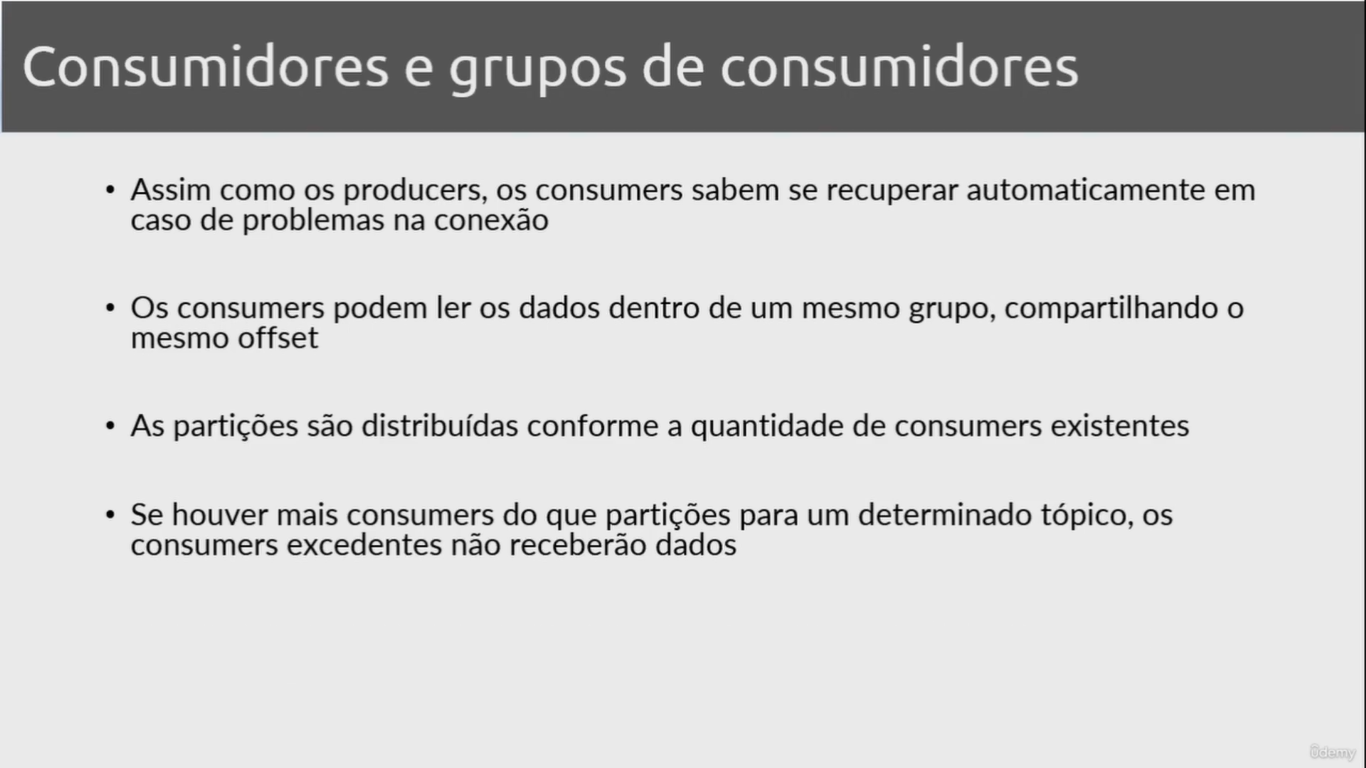 Consumidores e grupos de consumidores
• Assim como os producers, os consumers sabem se recuperar automaticamente em
caso de problemas na conexão
• Os consumers podem ler os dados dentro de um mesmo grupo, compartilhando o
mesmo offset
• As partições são distribuídas conforme a quantidade de consumers existentes
• Se houver mais consumers do que partições para um determinado tópico, os
consumers excedentes não receberão dados
ûdemy